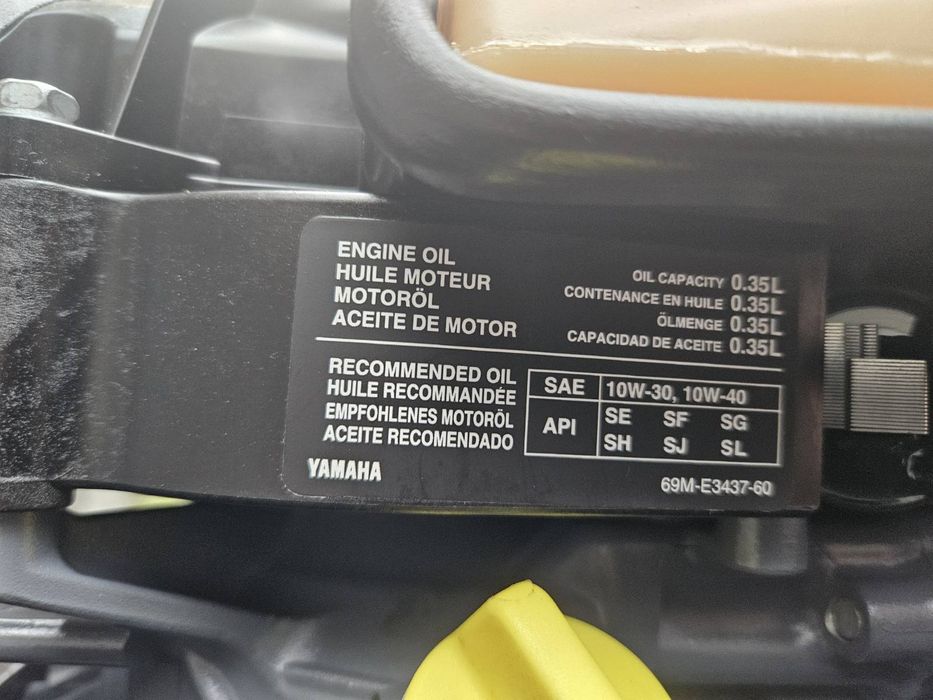 ENGINE OIL
HUILE MOTEUR
MOTORÖL
ACEITE DE MOTOR
OIL CAPACITY 0.35L
CONTENANCE EN HUILE 0.35L
ÖLMENGE 0.35L
CAPACIDAD DE ACEITE 0.35L
RECOMMENDED OIL
HUILE RECOMMANDÉE
EMPFOHLENES MOTORÖL
ACEITE RECOMENDADO
SAE 10W-30, 10W-40
API SE SF SG
SH SJ SL
YAMAHA
69M-E3437-60